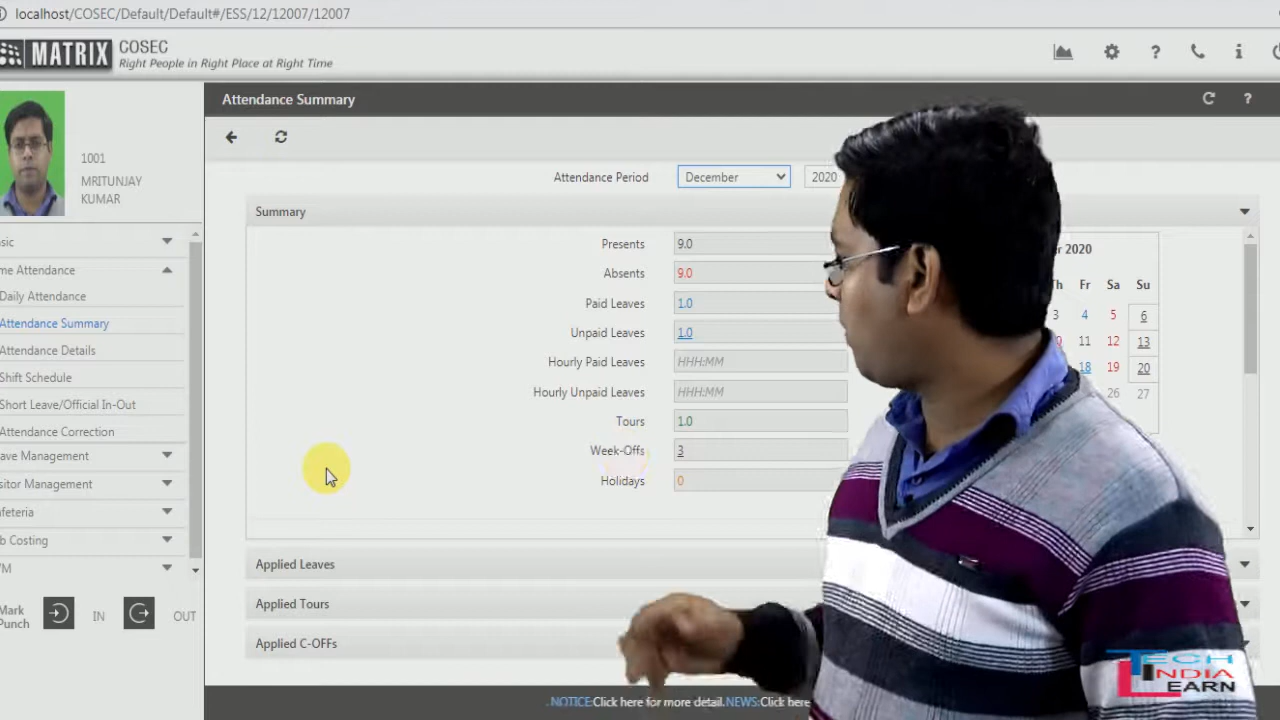 localhost/COSEC/Default/Default#/ESS/12/12007/12007
MATRIX COSEC
Right People in Right Place at Right Time
Attendance Summary
1001
MRITUNJAY
KUMAR
Attendance Period December 2020
Summary
Presents 9.0
Absents 9.0
Paid Leaves 1.0
Unpaid Leaves 1.0
Hourly Paid Leaves HHH:MM
Hourly Unpaid Leaves HHH:MM
Tours 1.0
Week-Offs 3
Holidays 0
r 2020
Th Fr Sa Su
3 4 5 6
11 12 13
18 19 20
26 27
sic
me Attendance
Daily Attendance
Attendance Summary
Attendance Details
Shift Schedule
Short Leave/Official In-Out
Attendance Correction
ave Management
sitor Management
feteria
b Costing
Mark
Punch
IN
OUT
Applied Leaves
Applied Tours
Applied C-OFFs
NOTICE:Click here for more detail.NEWS:Click here
TECH
INDIA
LEARN